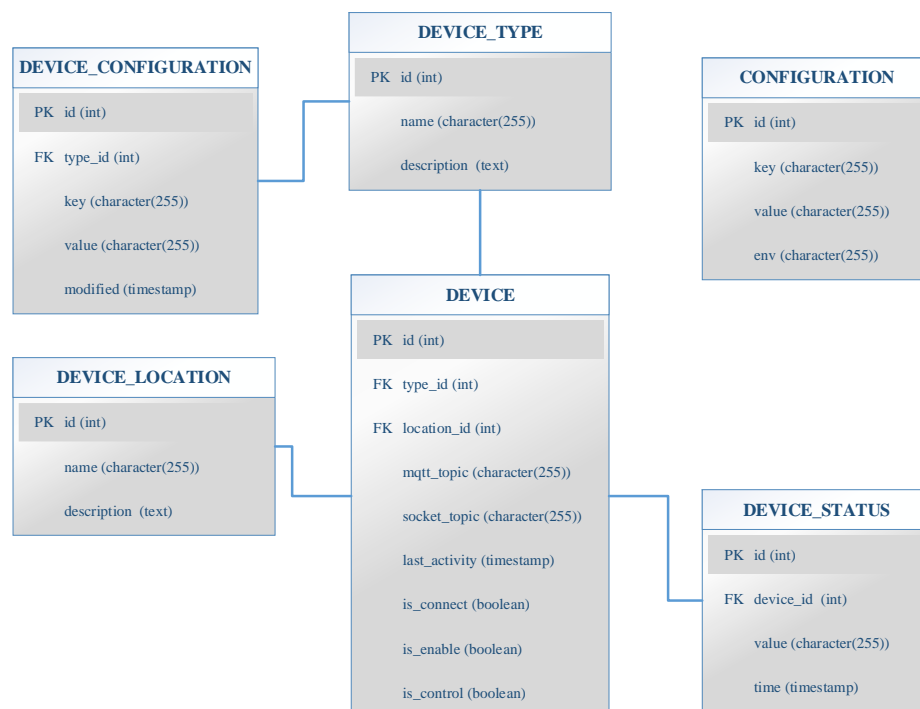 DEVICE_TYPE
PK id (int)
name (character(255))
description (text)
DEVICE_CONFIGURATION
PK id (int)
FK type_id (int)
key (character(255))
value (character(255))
modified (timestamp)
CONFIGURATION
PK id (int)
key (character(255))
value (character(255))
env (character(255))
DEVICE
PK id (int)
FK type_id (int)
FK location_id (int)
mqtt_topic (character(255))
socket_topic (character(255))
last_activity (timestamp)
is_connect (boolean)
is_enable (boolean)
is_control (boolean)
DEVICE_LOCATION
PK id (int)
name (character(255))
description (text)
DEVICE_STATUS
PK id (int)
FK device_id (int)
value (character(255))
time (timestamp)